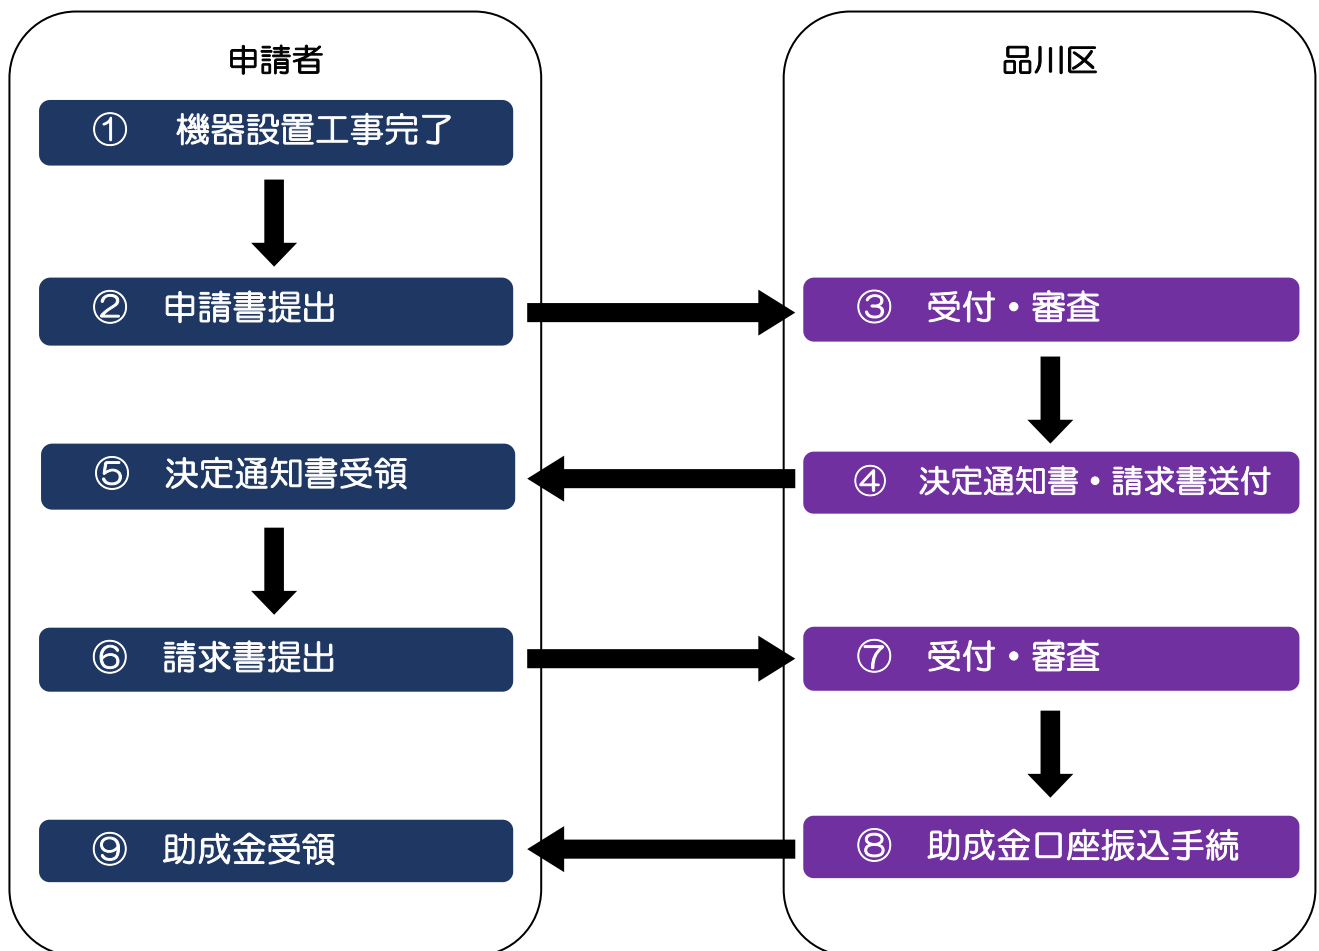 申請者
品川区
① 機器設置工事完了
② 申請書提出
③ 受付・審査
④ 決定通知書・請求書送付
⑤ 決定通知書受領
⑥ 請求書提出
⑦ 受付・審査
⑧ 助成金口座振込手続
⑨ 助成金受領